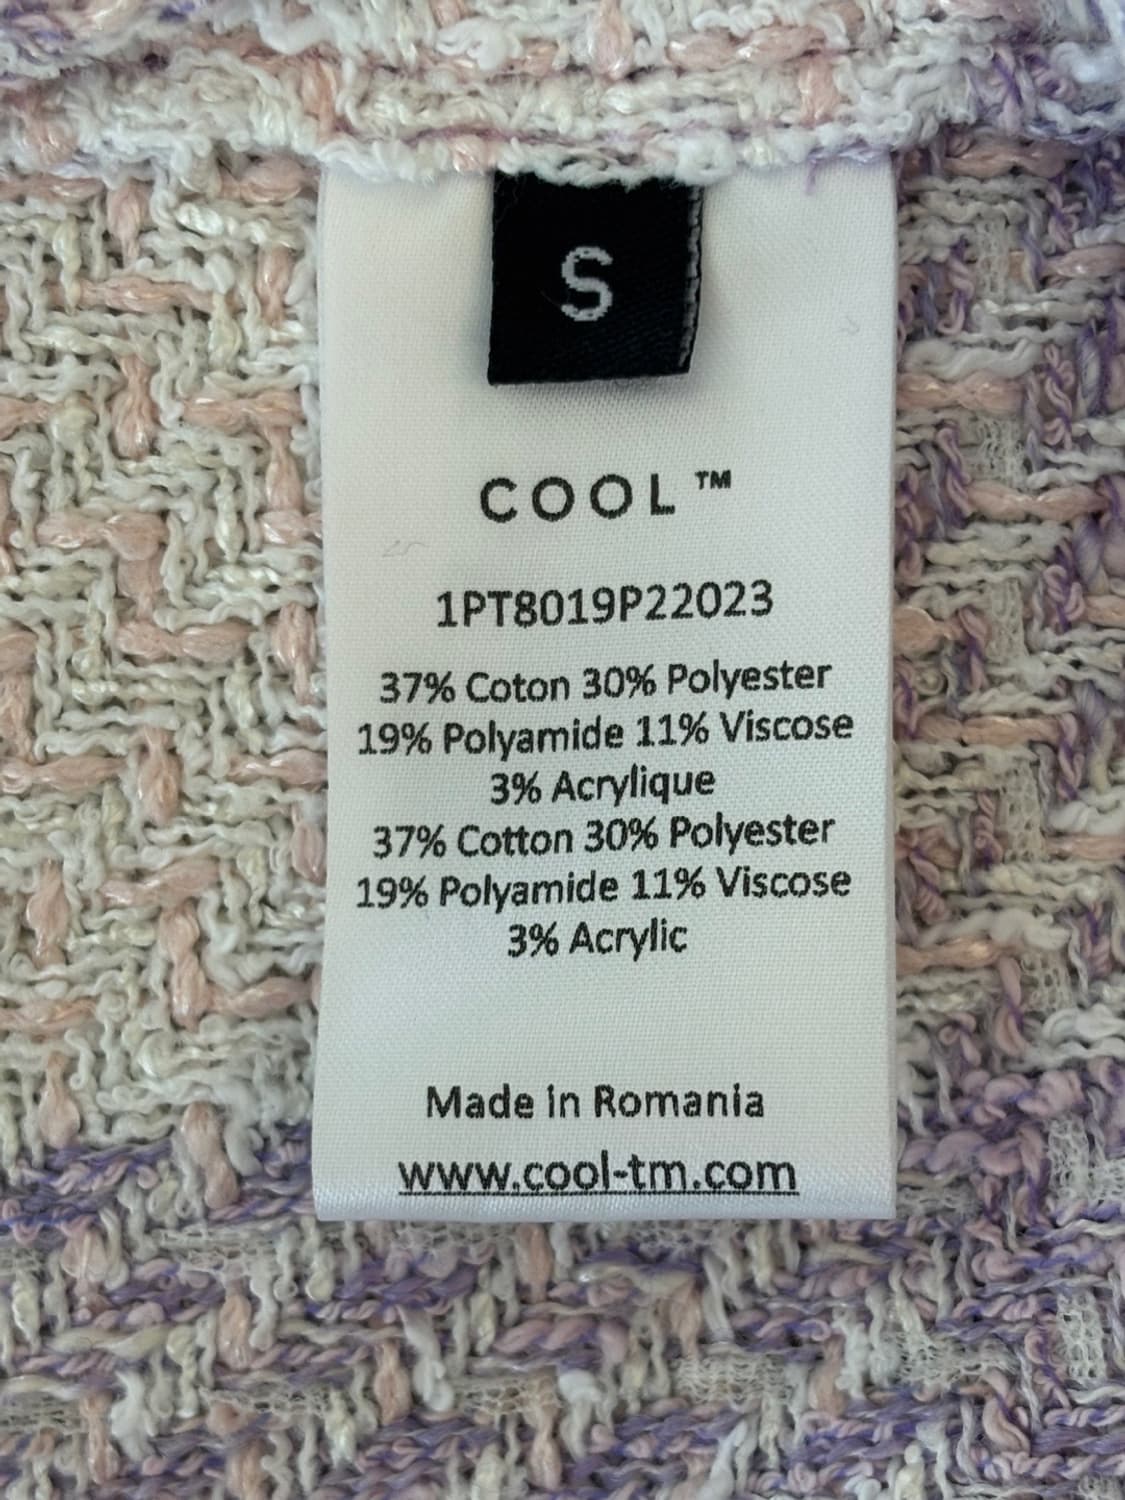 S
COOL™
1PT8019P22023
37% Coton 30% Polyester
19% Polyamide 11% Viscose
3% Acrylique
37% Cotton 30% Polyester
19% Polyamide 11% Viscose
3% Acrylic
Made in Romania
www.cool-tm.com